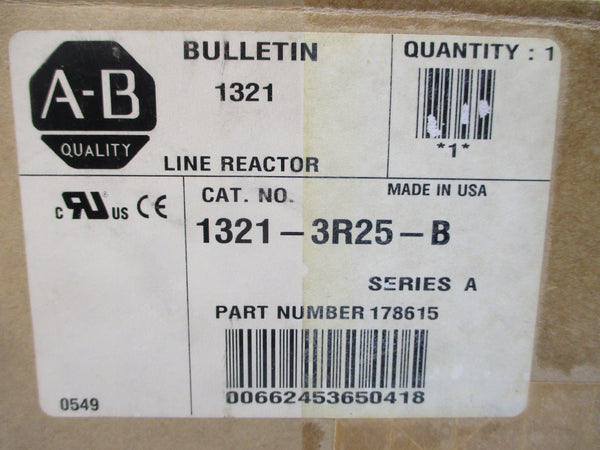 A-B
QUALITY
BULLETIN
1321
LINE REACTOR
QUANTITY : 1
*1*
c RU US CE
CAT. NO.
MADE IN USA
1321-3R25-B
SERIES A
PART NUMBER 178615
00662453650418
0549